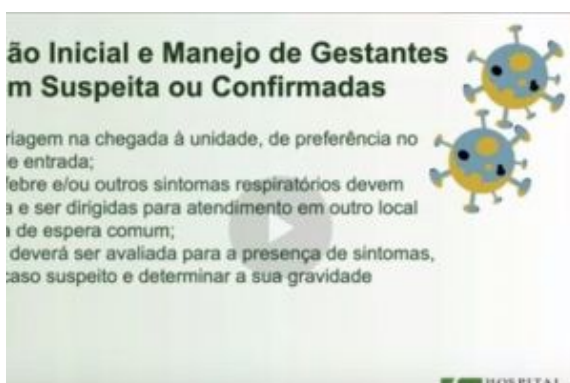 ão Inicial e Manejo de Gestantes
m Suspeita ou Confirmadas
riagem na chegada à unidade, de preferência no
e entrada;
febre e/ou outros sintomas respiratórios devem
a e ser dirigidas para atendimento em outro local
a de espera comum;
deverá ser avaliada para a presença de sintomas,
caso suspeito e determinar a sua gravidade
HOSPITAL